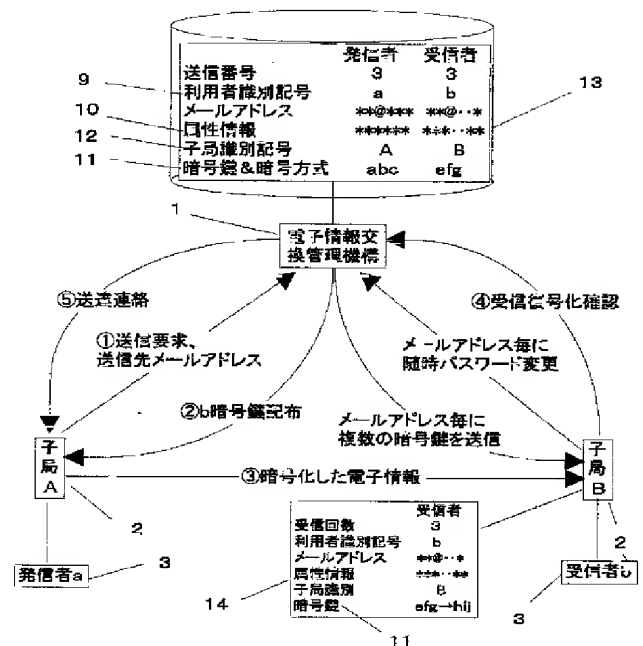 発信者 受信者
送信番号 3 3
9 利用者識別記号 a b
メールアドレス **@*** **@··*
10 属性情報 ****** ***··** 13
12 子局識別記号 A B
11 暗号鍵&暗号方式 abc efg
1
電子情報交
換管理機構
⑤送達連絡
④受信復号化確認
①送信要求、
送信先メールアドレス
メールアドレス毎に
随時パスワード変更
②b暗号鍵配布
メールアドレス毎に
複数の暗号鍵を送信
子局A
③暗号化した電子情報
子局B
2
2
3
発信者a
受信者b
3
受信者
受信回数 3
利用者識別記号 b
メールアドレス **@··*
属性情報 ***··**
14
子局識別 B
暗号鍵 efg→hij
11